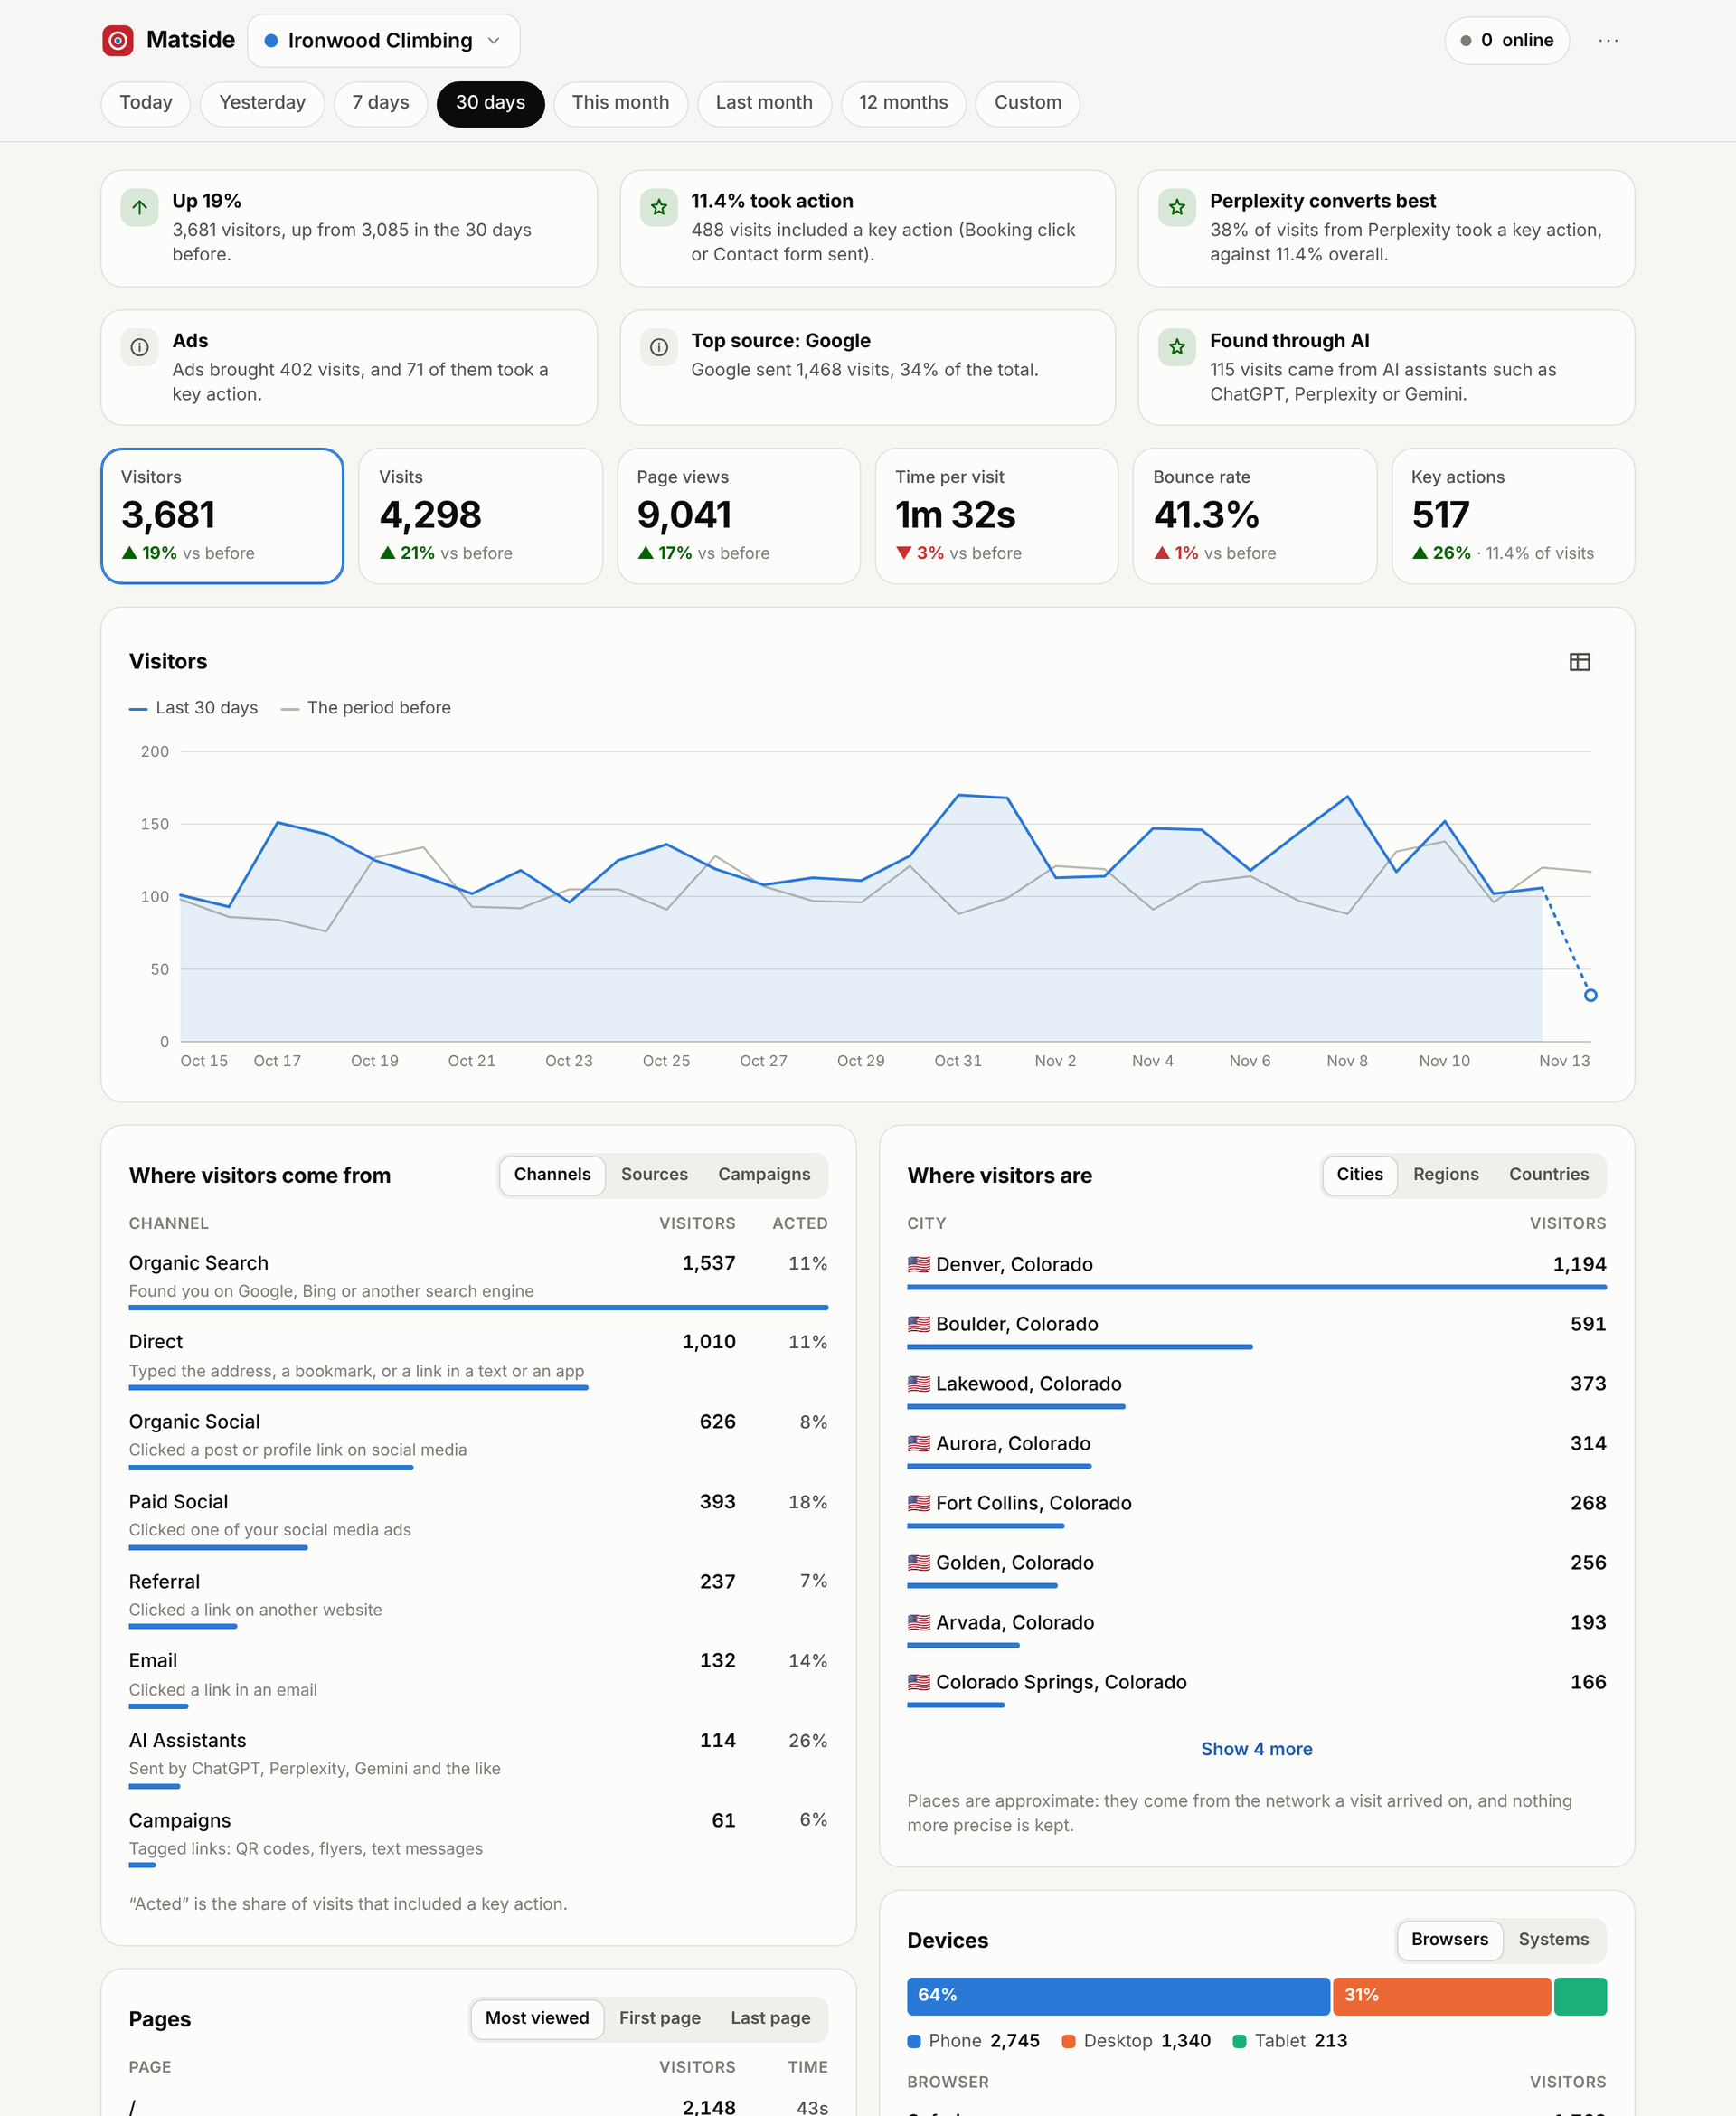 Matside
Ironwood Climbing
0 online
...
Today
Yesterday
7 days
30 days
This month
Last month
12 months
Custom
Up 19%
3,681 visitors, up from 3,085 in the 30 days
before.
11.4% took action
488 visits included a key action (Booking click
or Contact form sent).
Perplexity converts best
38% of visits from Perplexity took a key action,
against 11.4% overall.
Ads
Ads brought 402 visits, and 71 of them took a
key action.
Top source: Google
Google sent 1,468 visits, 34% of the total.
Found through AI
115 visits came from AI assistants such as
ChatGPT, Perplexity or Gemini.
Visitors
3,681
▲ 19% vs before
Visits
4,298
▲ 21% vs before
Page views
9,041
▲ 17% vs before
Time per visit
1m 32s
▼ 3% vs before
Bounce rate
41.3%
▲ 1% vs before
Key actions
517
▲ 26% · 11.4% of visits
Visitors
Last 30 days
The period before
200
150
100
50
0
Oct 15 Oct 17 Oct 19 Oct 21 Oct 23 Oct 25 Oct 27 Oct 29 Oct 31 Nov 2 Nov 4 Nov 6 Nov 8 Nov 10 Nov 13
Where visitors come from
Channels Sources Campaigns
CHANNEL VISITORS ACTED
Organic Search 1,537 11%
Found you on Google, Bing or another search engine
Direct 1,010 11%
Typed the address, a bookmark, or a link in a text or an app
Organic Social 626 8%
Clicked a post or profile link on social media
Paid Social 393 18%
Clicked one of your social media ads
Referral 237 7%
Clicked a link on another website
Email 132 14%
Clicked a link in an email
AI Assistants 114 26%
Sent by ChatGPT, Perplexity, Gemini and the like
Campaigns 61 6%
Tagged links: QR codes, flyers, text messages
“Acted” is the share of visits that included a key action.
Where visitors are
Cities Regions Countries
CITY VISITORS
Denver, Colorado 1,194
Boulder, Colorado 591
Lakewood, Colorado 373
Aurora, Colorado 314
Fort Collins, Colorado 268
Golden, Colorado 256
Arvada, Colorado 193
Colorado Springs, Colorado 166
Show 4 more
Places are approximate: they come from the network a visit arrived on, and nothing
more precise is kept.
Pages
Most viewed First page Last page
PAGE VISITORS TIME
/ 2,148 43s
Devices
Browsers Systems
64% 31%
Phone 2,745 Desktop 1,340 Tablet 213
BROWSER VISITORS